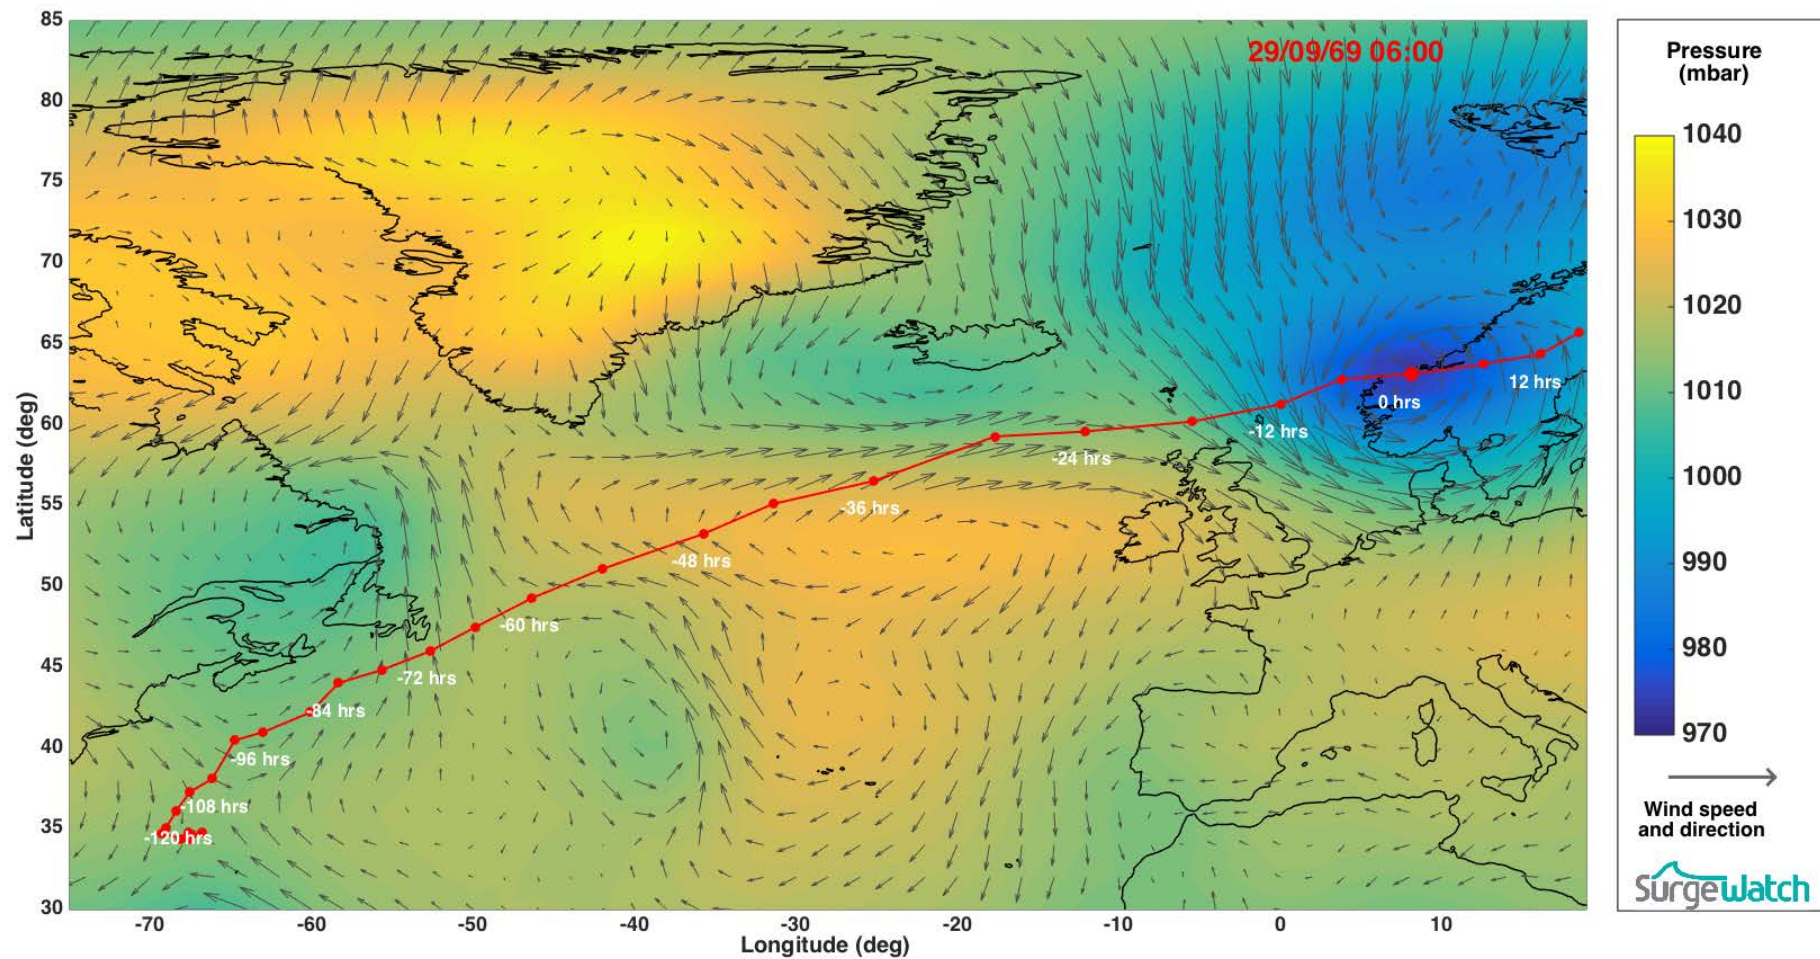 29/09/69 06:00
85
80
75
70
65
60
55
50
45
40
35
30
Latitude (deg)
12 hrs
0 hrs
-12 hrs
-24 hrs
-36 hrs
-48 hrs
-60 hrs
-72 hrs
-84 hrs
-96 hrs
-108 hrs
-120 hrs
-70
-60
-50
-40
-30
-20
-10
0
10
Longitude (deg)
Pressure
(mbar)
1040
1030
1020
1010
1000
990
980
970
Wind speed
and direction
SurgeWatch